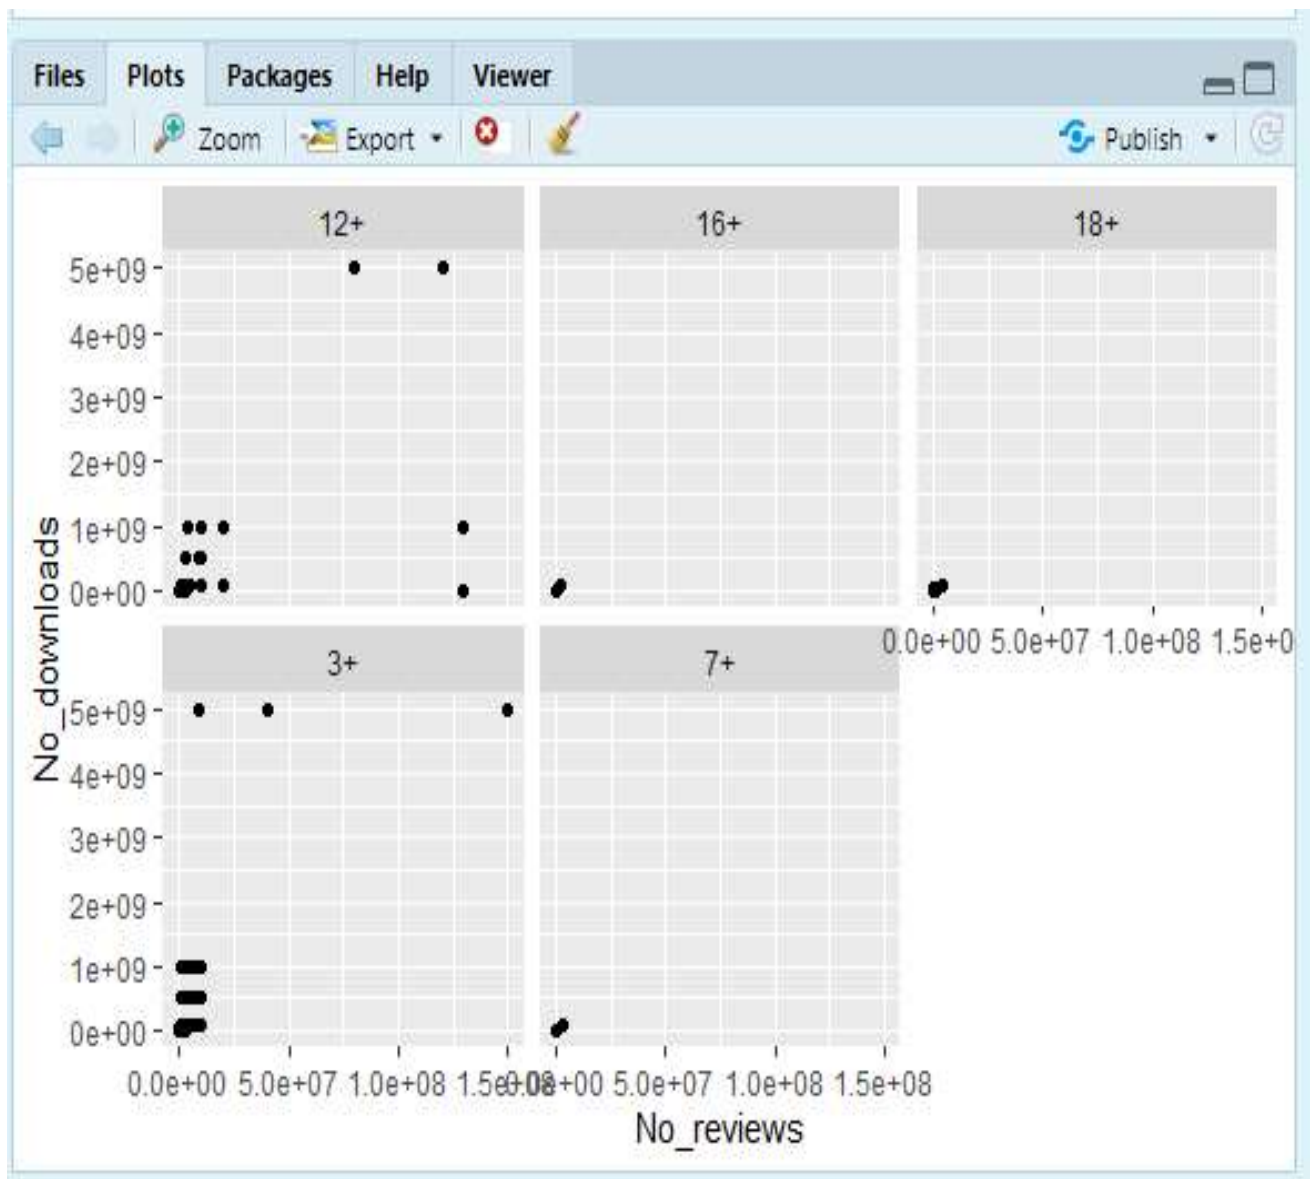 Files Plots Packages Help Viewer
Zoom Export Publish
12+ 16+ 18+
5e+09
4e+09
3e+09
2e+09
1e+09
0e+00
0.0e+00 5.0e+07 1.0e+08 1.5e+0
3+ 7+
5e+09
4e+09
3e+09
2e+09
1e+09
0e+00
0.0e+00 5.0e+07 1.0e+08 1.5e+08 0.0e+00 5.0e+07 1.0e+08 1.5e+08
No_downloads
No_reviews